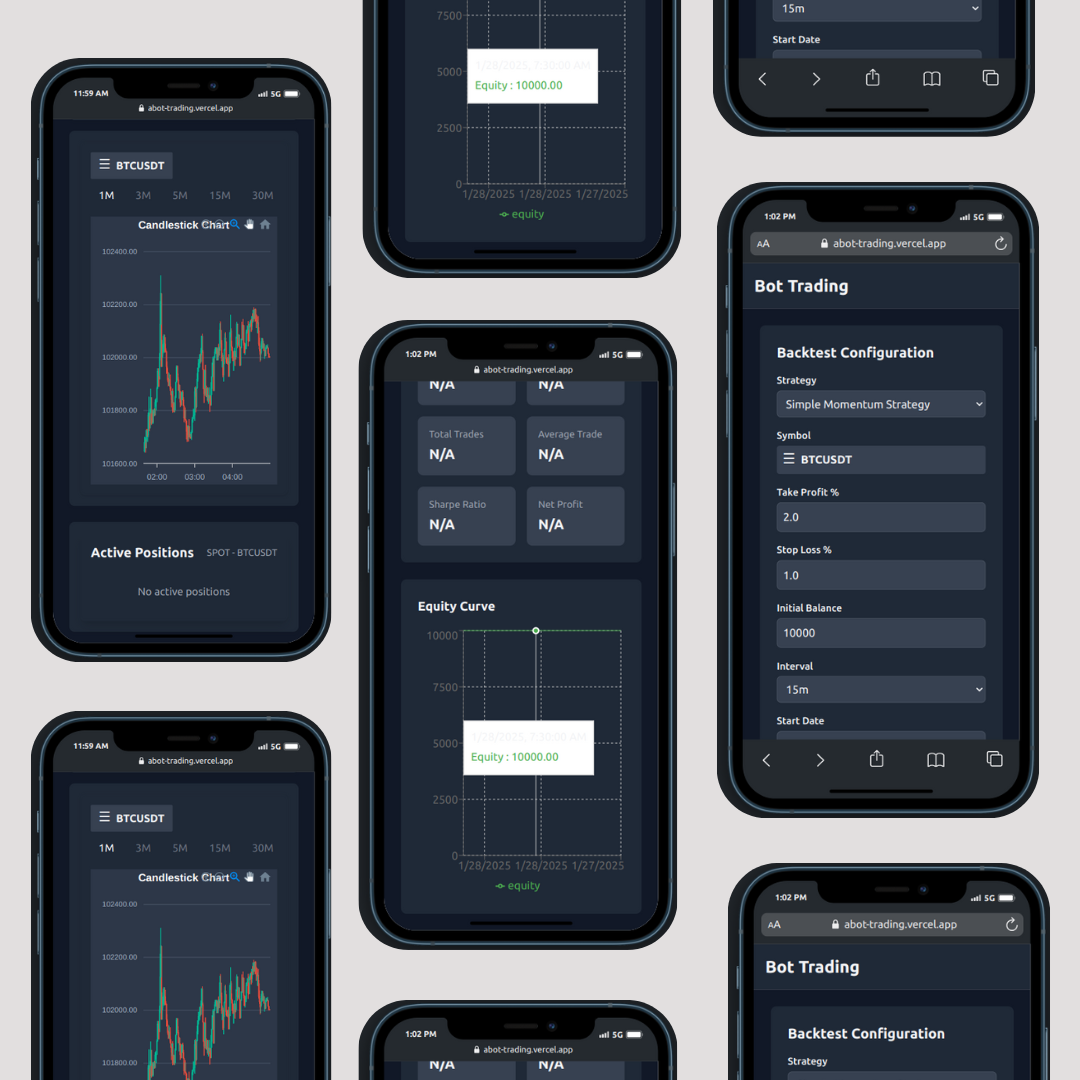 11:59 AM
5G
abot-trading.vercel.app
☰ BTCUSDT
1M 3M 5M 15M 30M
Candlestick Chart
102400.00
102200.00
102000.00
101800.00
101600.00
02:00 03:00 04:00
Active Positions SPOT - BTCUSDT
No active positions
11:59 AM
5G
abot-trading.vercel.app
☰ BTCUSDT
1M 3M 5M 15M 30M
Candlestick Chart
102400.00
102200.00
102000.00
101800.00
7500
5000
2500
0
1/28/2025, 7:30:00 AM
Equity : 10000.00
1/28/2025 1/28/2025 1/27/2025
equity
1:02 PM
5G
abot-trading.vercel.app
N/A N/A
Total Trades Average Trade
N/A N/A
Sharpe Ratio Net Profit
N/A N/A
Equity Curve
10000
7500
5000
2500
0
1/28/2025, 7:30:00 AM
Equity : 10000.00
1/28/2025 1/28/2025 1/27/2025
equity
1:02 PM
5G
abot-trading.vercel.app
N/A N/A
15m
Start Date
1:02 PM
5G
AA abot-trading.vercel.app
Bot Trading
Backtest Configuration
Strategy
Simple Momentum Strategy
Symbol
☰ BTCUSDT
Take Profit %
2.0
Stop Loss %
1.0
Initial Balance
10000
Interval
15m
Start Date
1:02 PM
5G
AA abot-trading.vercel.app
Bot Trading
Backtest Configuration
Strategy